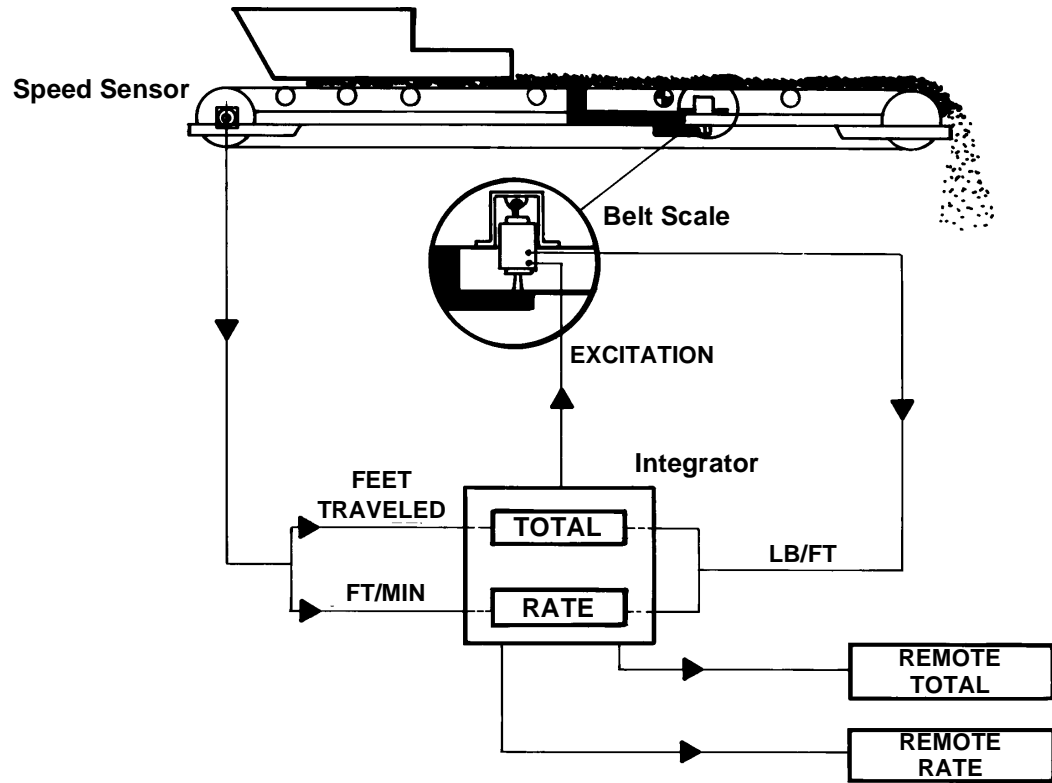 Speed Sensor
Belt Scale
EXCITATION
Integrator
FEET
TRAVELED
TOTAL
LB/FT
FT/MIN
RATE
REMOTE
TOTAL
REMOTE
RATE